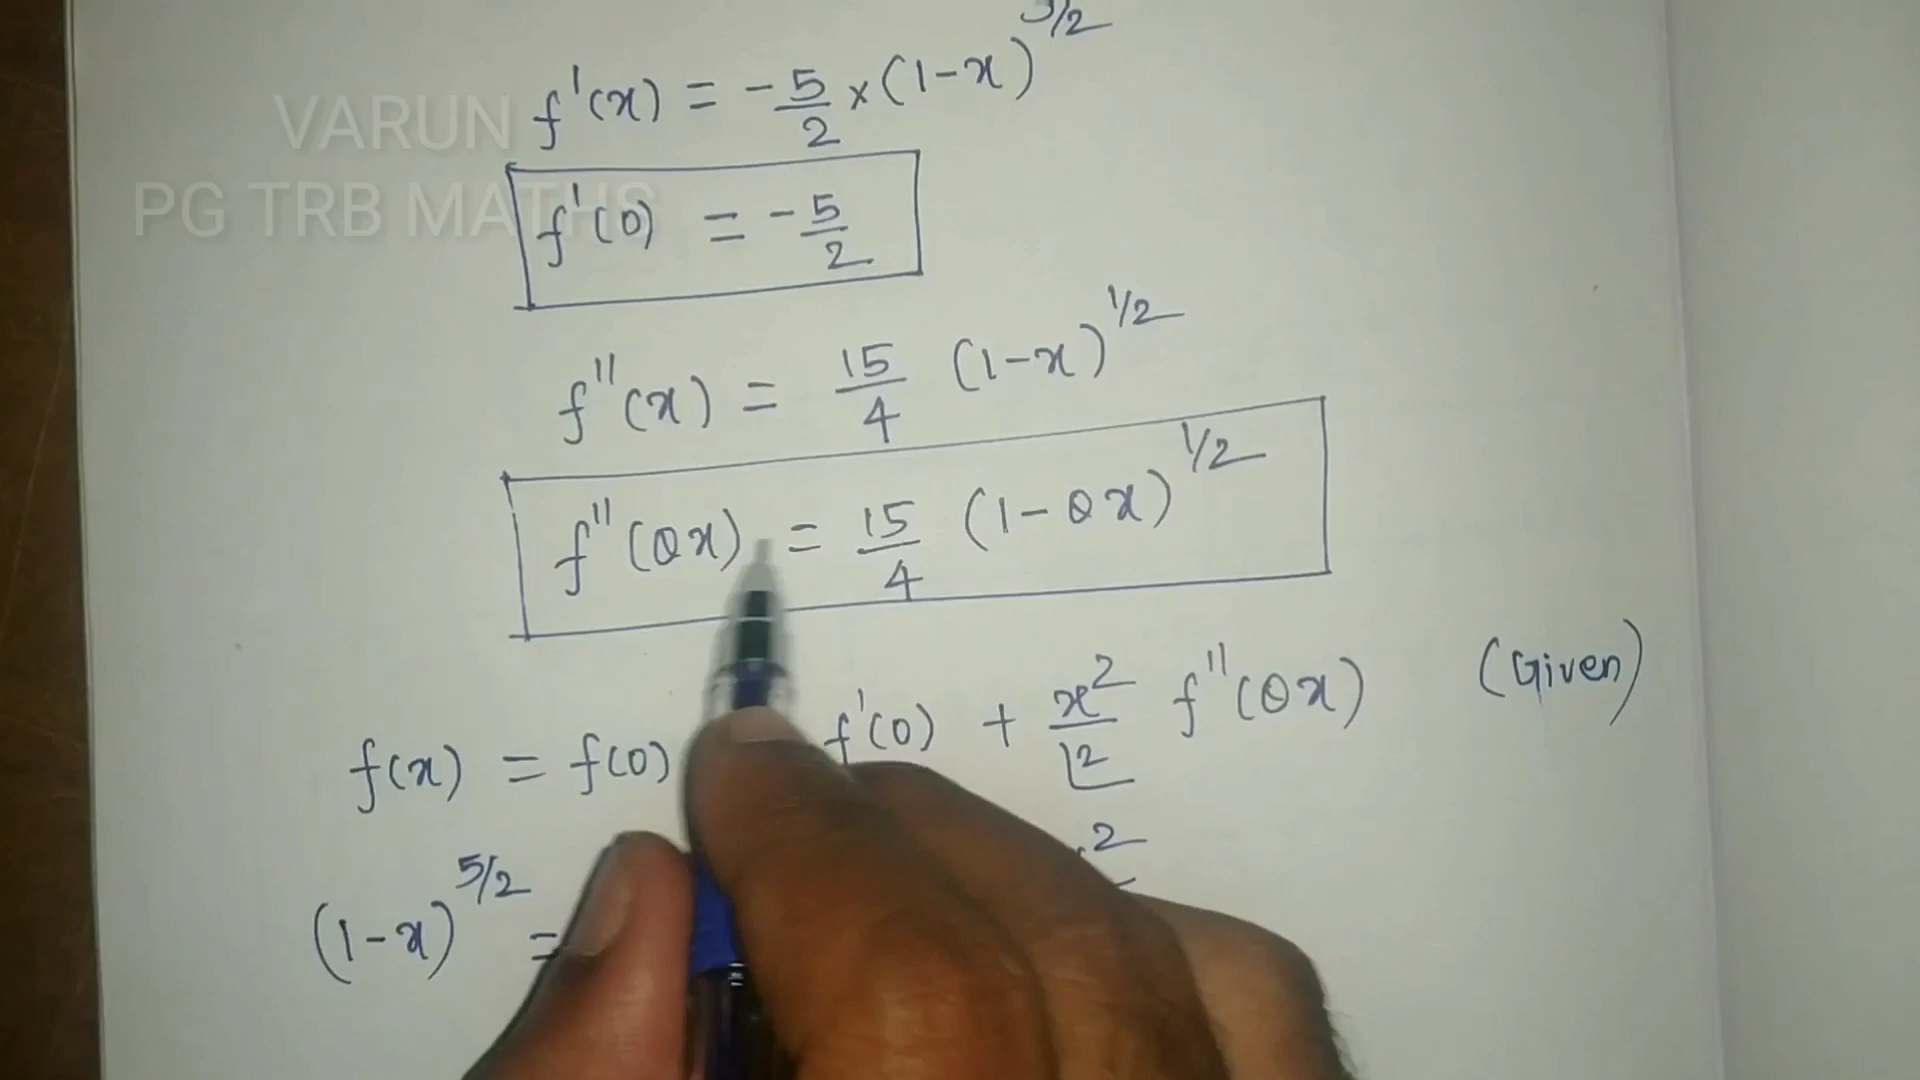 f'(x) = -5/2 × (1-x)^3/2
VARUN
PG TRB MATHS
f'(0) = -5/2
f''(x) = 15/4 (1-x)^1/2
f''(θx) = 15/4 (1-θx)^1/2
f(x) = f(0) f'(0) + x²/⌊2 f''(θx) (Given)
(1-x)^5/2 = ²